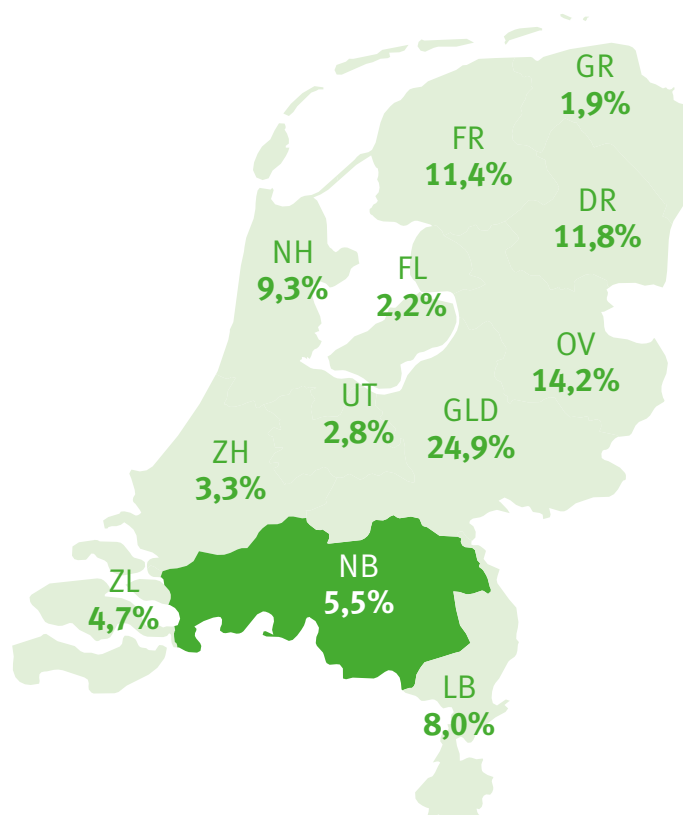 GR
1,9%
FR
11,4%
DR
11,8%
NH
9,3%
FL
2,2%
OV
14,2%
UT
2,8%
GLD
24,9%
ZH
3,3%
NB
5,5%
ZL
4,7%
LB
8,0%